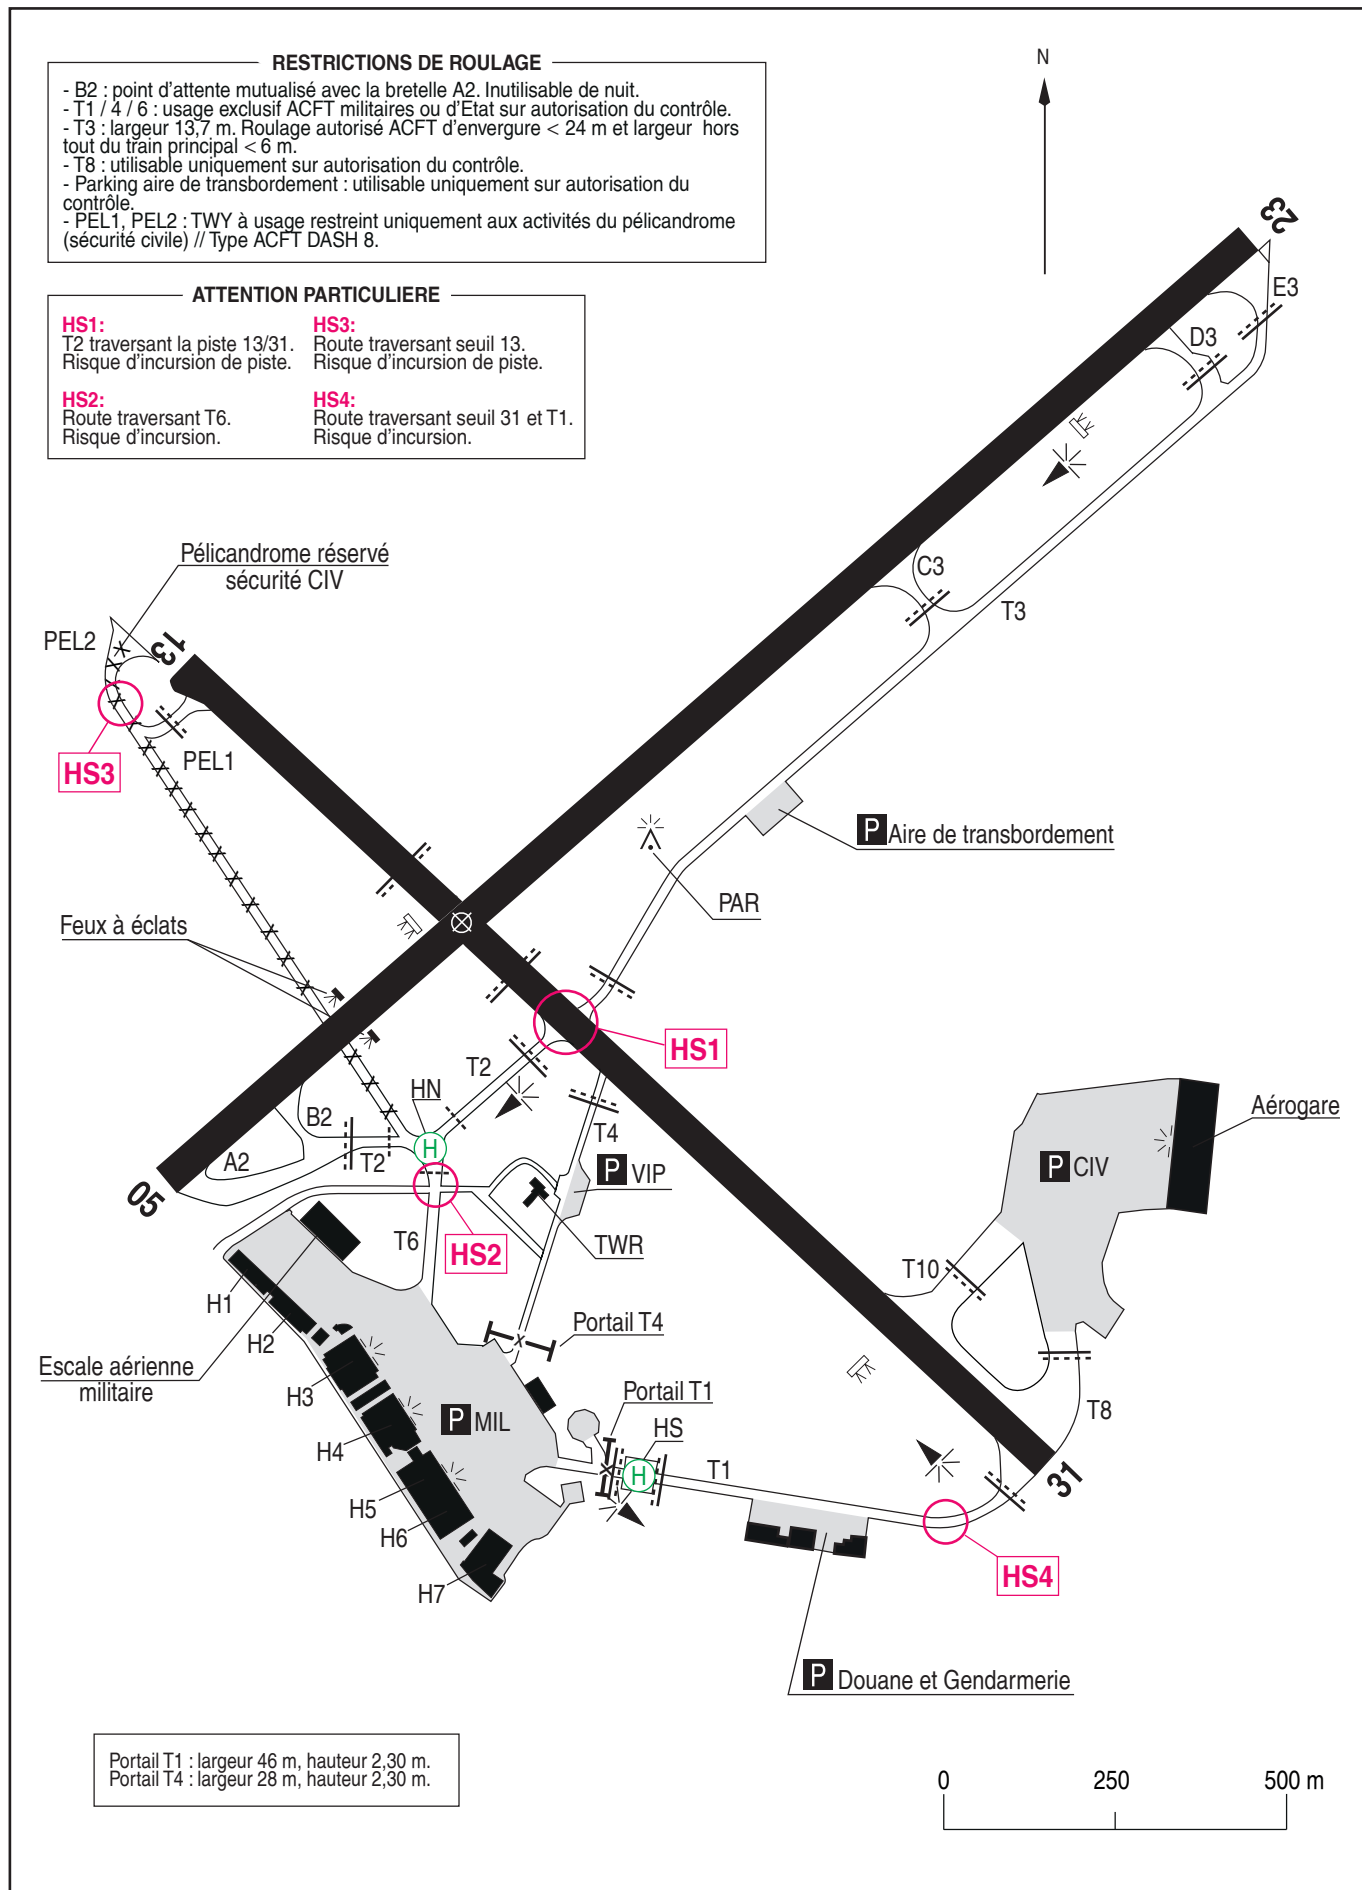 RESTRICTIONS DE ROULAGE
- B2 : point d'attente mutualisé avec la bretelle A2. Inutilisable de nuit.
- T1 / 4 / 6 : usage exclusif ACFT militaires ou d'Etat sur autorisation du contrôle.
- T3 : largeur 13,7 m. Roulage autorisé ACFT d'envergure < 24 m et largeur hors
tout du train principal < 6 m.
- T8 : utilisable uniquement sur autorisation du contrôle.
- Parking aire de transbordement : utilisable uniquement sur autorisation du
contrôle.
- PEL1, PEL2 : TWY à usage restreint uniquement aux activités du pélicandrome
(sécurité civile) // Type ACFT DASH 8.
N
ATTENTION PARTICULIERE
HS1:
T2 traversant la piste 13/31.
Risque d'incursion de piste.
HS3:
Route traversant seuil 13.
Risque d'incursion de piste.
HS2:
Route traversant T6.
Risque d'incursion.
HS4:
Route traversant seuil 31 et T1.
Risque d'incursion.
23
E3
D3
Pélicandrome réservé
sécurité CIV
C3
T3
PEL2
13
HS3
PEL1
P Aire de transbordement
PAR
Feux à éclats
HS1
T2
HN
H
B2
A2
T2
T4
P VIP
05
TWR
T6
HS2
P CIV
Aérogare
T10
H1
H2
Portail T4
Escale aérienne
militaire
H3
H4
P MIL
Portail T1
HS
H
T1
T8
31
H5
H6
H7
HS4
P Douane et Gendarmerie
Portail T1 : largeur 46 m, hauteur 2,30 m.
Portail T4 : largeur 28 m, hauteur 2,30 m.
0 250 500 m